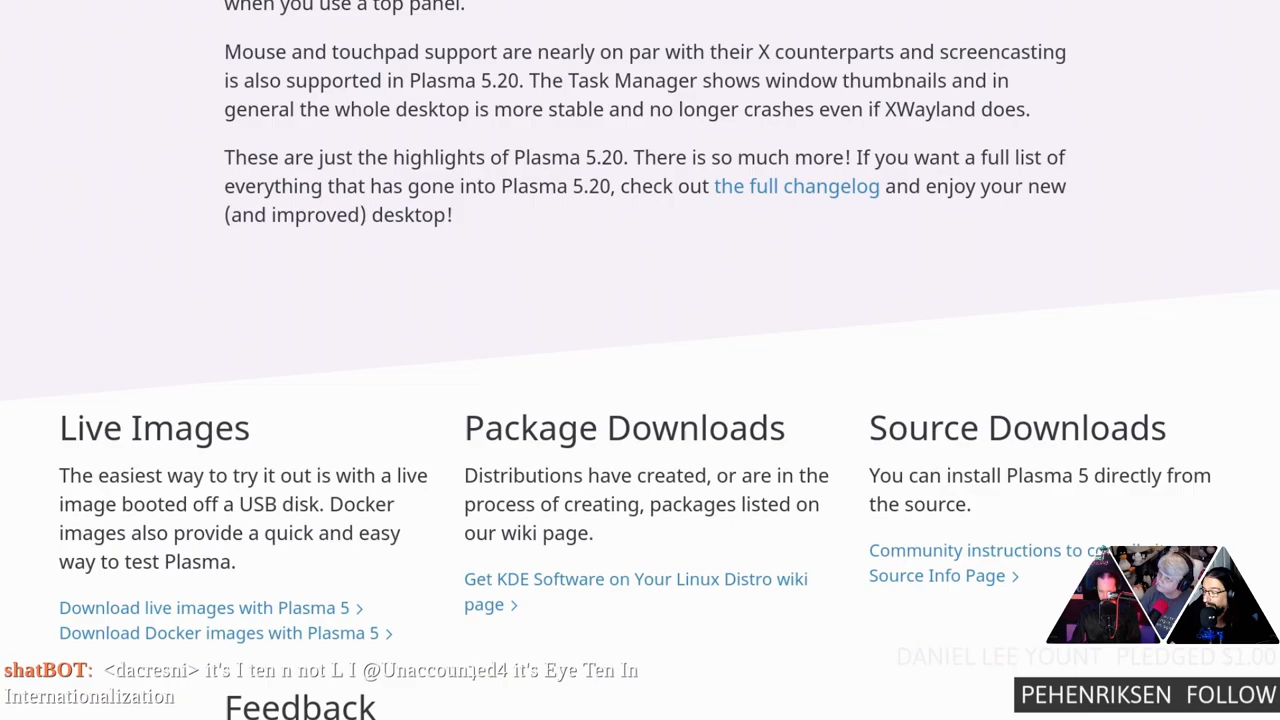 when you use a top panel.
Mouse and touchpad support are nearly on par with their X counterparts and screencasting
is also supported in Plasma 5.20. The Task Manager shows window thumbnails and in
general the whole desktop is more stable and no longer crashes even if XWayland does.
These are just the highlights of Plasma 5.20. There is so much more! If you want a full list of
everything that has gone into Plasma 5.20, check out the full changelog and enjoy your new
(and improved) desktop!
Live Images
The easiest way to try it out is with a live
image booted off a USB disk. Docker
images also provide a quick and easy
way to test Plasma.
Download live images with Plasma 5 >
Download Docker images with Plasma 5 >
Package Downloads
Distributions have created, or are in the
process of creating, packages listed on
our wiki page.
Get KDE Software on Your Linux Distro wiki
page >
Source Downloads
You can install Plasma 5 directly from
the source.
Community instructions to
Source Info Page >
DANIEL LEE YOUNT PLEDGED $1.00
shatBOT: <dacresni> it's I ten n not L I @Unaccounted4 it's Eye Ten In
Internationalization
PEHENRIKSEN FOLLOW
Feedback